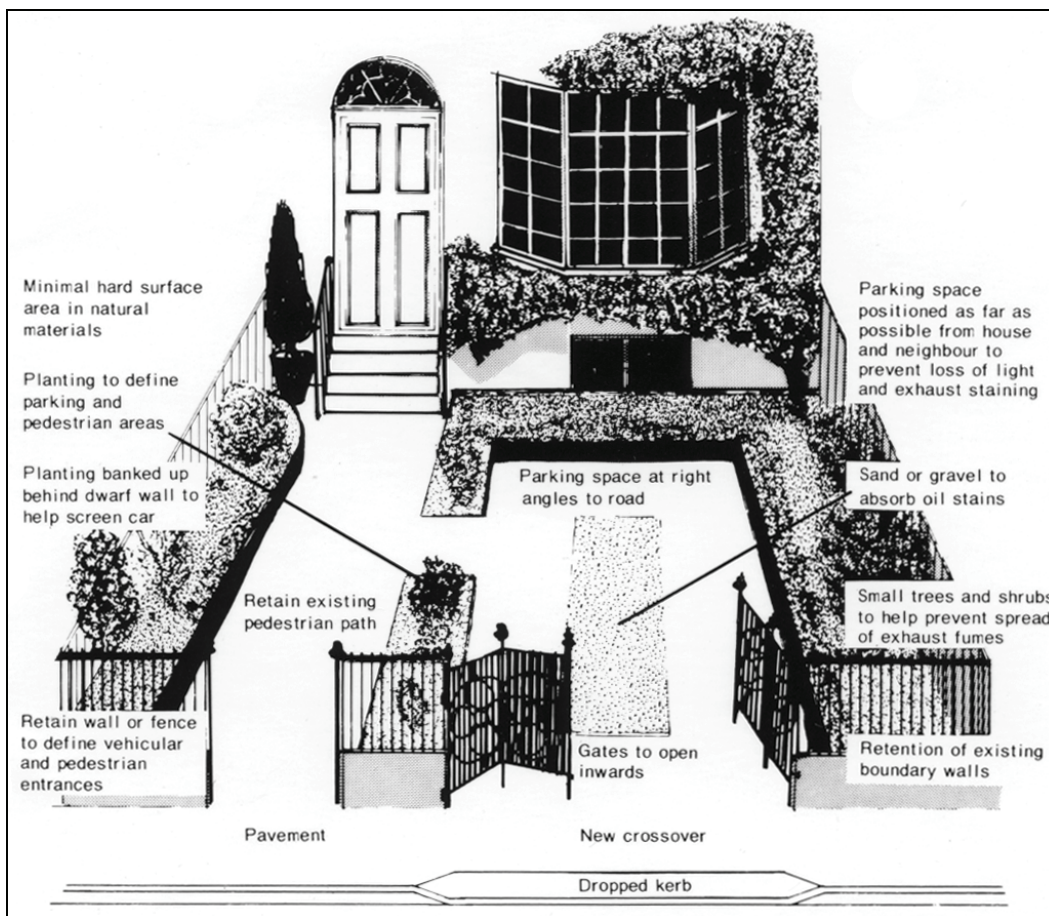 Minimal hard surface
area in natural
materials
Planting to define
parking and
pedestrian areas
Planting banked up
behind dwarf wall to
help screen car
Retain existing
pedestrian path
Retain wall or fence
to define vehicular
and pedestrian
entrances
Parking space at right
angles to road
Gates to open
inwards
Parking space
positioned as far as
possible from house
and neighbour to
prevent loss of light
and exhaust staining
Sand or gravel to
absorb oil stains
Small trees and shrubs
to help prevent spread
of exhaust fumes
Retention of existing
boundary walls
Pavement
New crossover
Dropped kerb